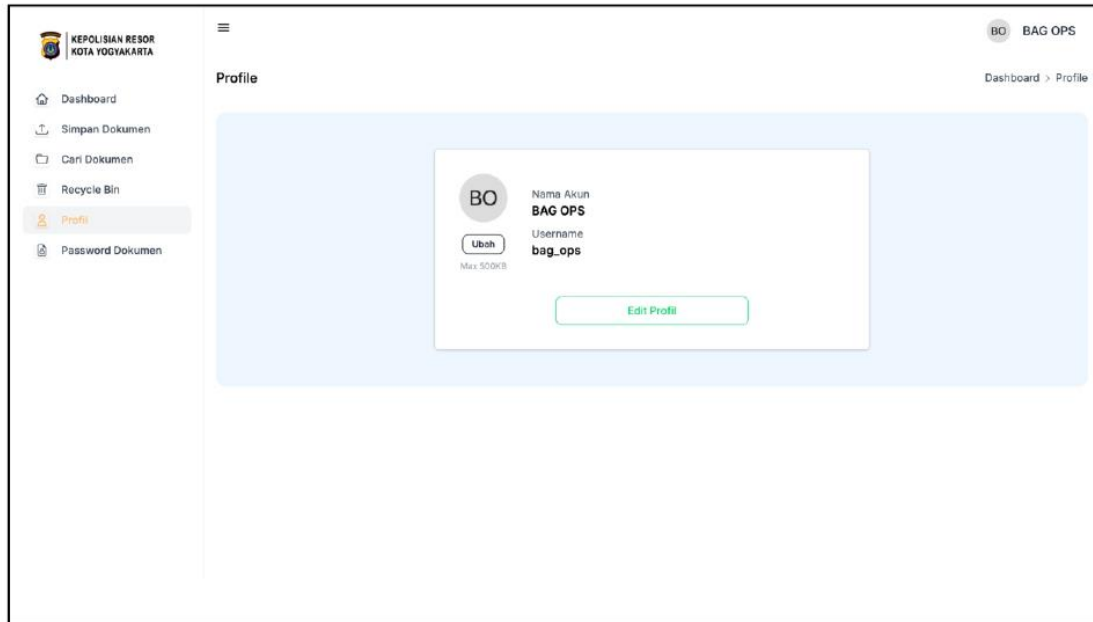 KEPOLISIAN RESOR
KOTA YOGYAKARTA
BO BAG OPS
Profile
Dashboard > Profile
Dashboard
Simpan Dokumen
Cari Dokumen
Recycle Bin
Profil
Password Dokumen
BO
Ubah
Max 500KB
Nama Akun
BAG OPS
Username
bag_ops
Edit Profil